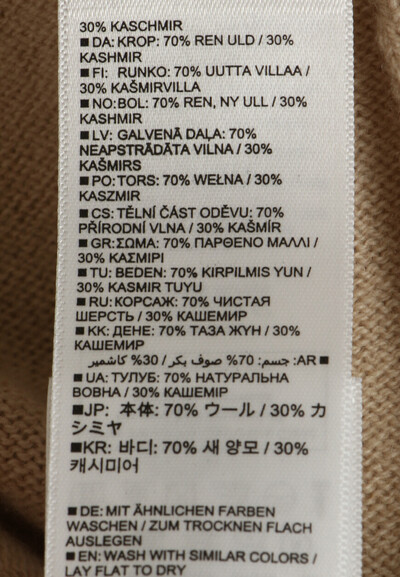 30% KASCHMIR
■ DA: KROP: 70% REN ULD / 30%
KASHMIR
■ FI: RUNKO: 70% UUTTA VILLAA /
30% KAŠMIRVILLA
■ NO:BOL: 70% REN, NY ULL / 30%
KASHMIR
■ LV: GALVENĀ DAĻA: 70%
NEAPSTRĀDĀTA VILNA / 30%
KAŠMIRS
■ PO:TORS: 70% WEŁNA / 30%
KASZMIR
■ CS: TĚLNÍ ČÁST ODĚVU: 70%
PŘÍRODNÍ VLNA / 30% KAŠMÍR
■ GR:ΣΩΜΑ: 70% ΠΑΡΘΕΝΟ ΜΑΛΛΙ /
30% ΚΑΣΜΙΡΙ
■ TU: BEDEN: 70% KIRPILMIS YUN /
30% KASMIR TUYU
■ RU:КОРСАЖ: 70% ЧИСТАЯ
ШЕРСТЬ / 30% КАШЕМИР
■ KK: ДЕНЕ: 70% ТАЗА ЖҮН / 30%
КАШЕМИР
■ AR: جسم: 70% صوف بكر / 30% كاشمير
■ UA: ТУЛУБ: 70% НАТУРАЛЬНА
ВОВНА / 30% КАШЕМІР
■JP: 本体: 70% ウール / 30% カ
シミヤ
■KR: 바디: 70% 새 양모 / 30%
캐시미어
■ DE: MIT ÄHNLICHEN FARBEN
WASCHEN / ZUM TROCKNEN FLACH
AUSLEGEN
■ EN: WASH WITH SIMILAR COLORS /
LAY FLAT TO DRY